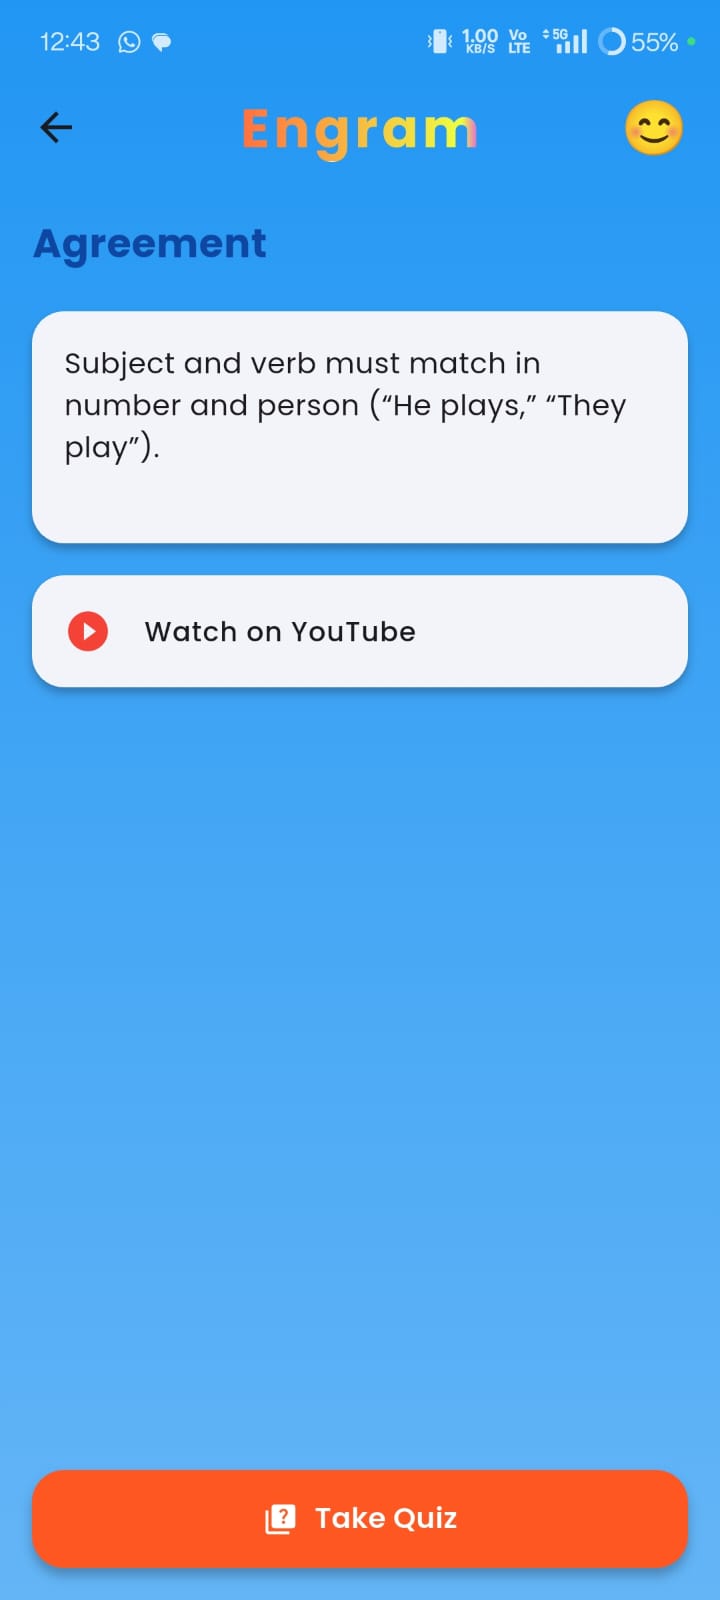 12:43 1.00 KB/S Vo LTE 5G 55%
Engram
Agreement
Subject and verb must match in
number and person (“He plays,” “They
play”).
Watch on YouTube
Take Quiz